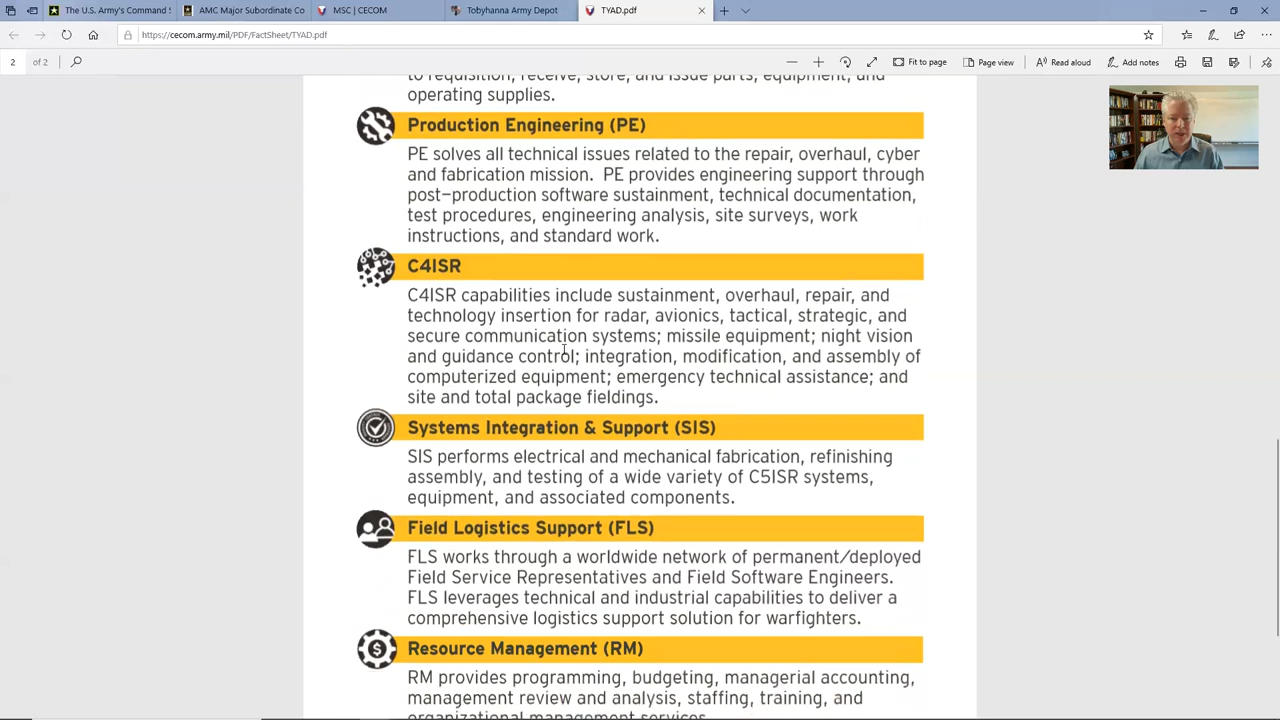 The U.S. Army's Command S
AMC Major Subordinate Co
MSC | CECOM
Tobyhanna Army Depot
TYAD.pdf
https://cecom.army.mil/PDF/FactSheet/TYAD.pdf
2 of 2
Fit to page
Page view
Read aloud
Add notes
to requisition, receive, store, and issue parts, equipment, and
operating supplies.
Production Engineering (PE)
PE solves all technical issues related to the repair, overhaul, cyber
and fabrication mission. PE provides engineering support through
post-production software sustainment, technical documentation,
test procedures, engineering analysis, site surveys, work
instructions, and standard work.
C4ISR
C4ISR capabilities include sustainment, overhaul, repair, and
technology insertion for radar, avionics, tactical, strategic, and
secure communication systems; missile equipment; night vision
and guidance control; integration, modification, and assembly of
computerized equipment; emergency technical assistance; and
site and total package fieldings.
Systems Integration & Support (SIS)
SIS performs electrical and mechanical fabrication, refinishing
assembly, and testing of a wide variety of C5ISR systems,
equipment, and associated components.
Field Logistics Support (FLS)
FLS works through a worldwide network of permanent/deployed
Field Service Representatives and Field Software Engineers.
FLS leverages technical and industrial capabilities to deliver a
comprehensive logistics support solution for warfighters.
$
Resource Management (RM)
RM provides programming, budgeting, managerial accounting,
management review and analysis, staffing, training, and
organizational management services.